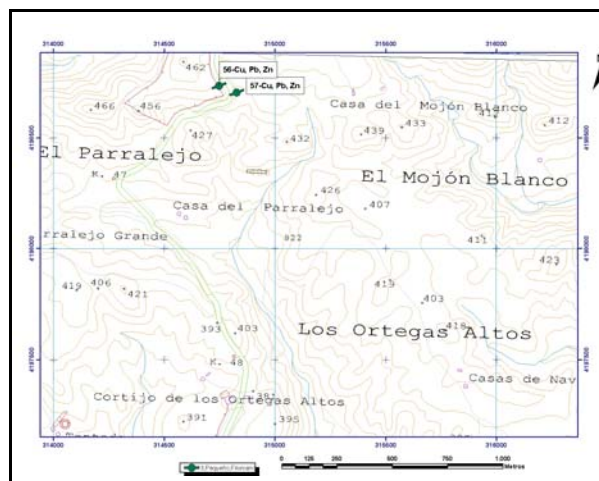 314000 314500 315000 315500 316000
462
56-Cu, Pb, Zn
57-Cu, Pb, Zn
Casa del Mojón Blanco
466 456
427
432
439 433
412
El Parralejo
K. 47
El Mojón Blanco
426
407
Casa del Parralejo
rralejo Grande
822
411
423
419 406 421
419
403
393 403
418
Los Ortegas Altos
K. 48
Casas de Nav
Cortijo de los Ortegas Altos
391
395
314000 314500 315000 315500 316000
0 125 250 500 750 1.000
Metros